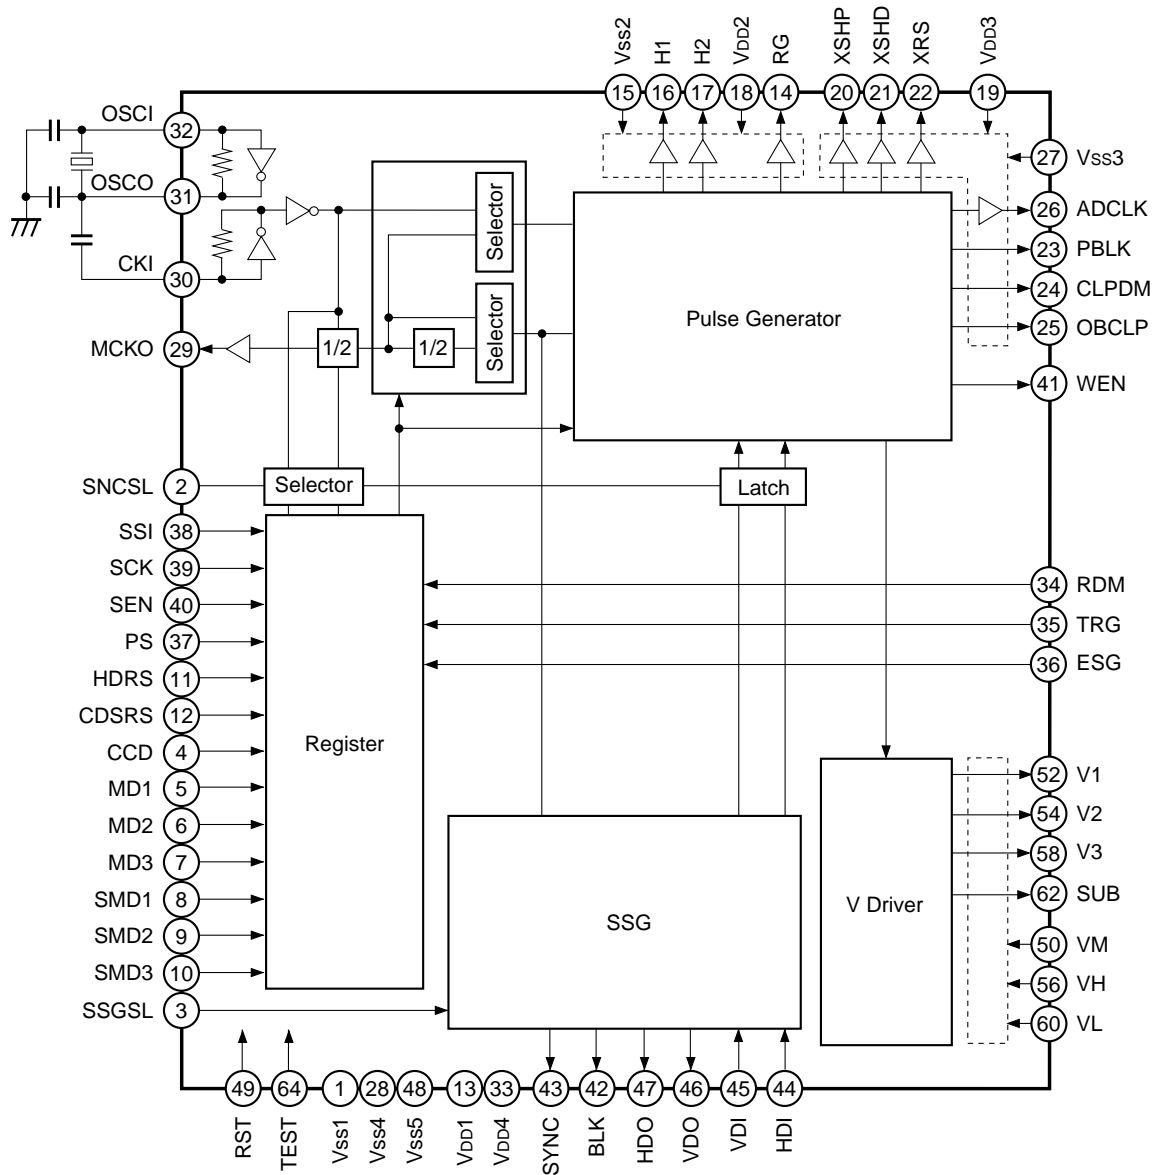 Vss2
H1
H2
VDD2
RG
XSHP
XSHD
XRS
VDD3
15
16
17
18
14
20
21
22
19
OSCI
32
OSCO
31
CKI
30
MCKO
29
1/2
1/2
Selector
Selector
Pulse Generator
27
Vss3
26
ADCLK
23
PBLK
24
CLPDM
25
OBCLP
41
WEN
SNCSL
2
Selector
Latch
SSI
38
SCK
39
SEN
40
PS
37
HDRS
11
CDSRS
12
CCD
4
MD1
5
MD2
6
MD3
7
SMD1
8
SMD2
9
SMD3
10
SSGSL
3
Register
34
RDM
35
TRG
36
ESG
SSG
V Driver
52
V1
54
V2
58
V3
62
SUB
50
VM
56
VH
60
VL
49
64
1
28
48
13
33
43
42
47
46
45
44
RST
TEST
Vss1
Vss4
Vss5
VDD1
VDD4
SYNC
BLK
HDO
VDO
VDI
HDI